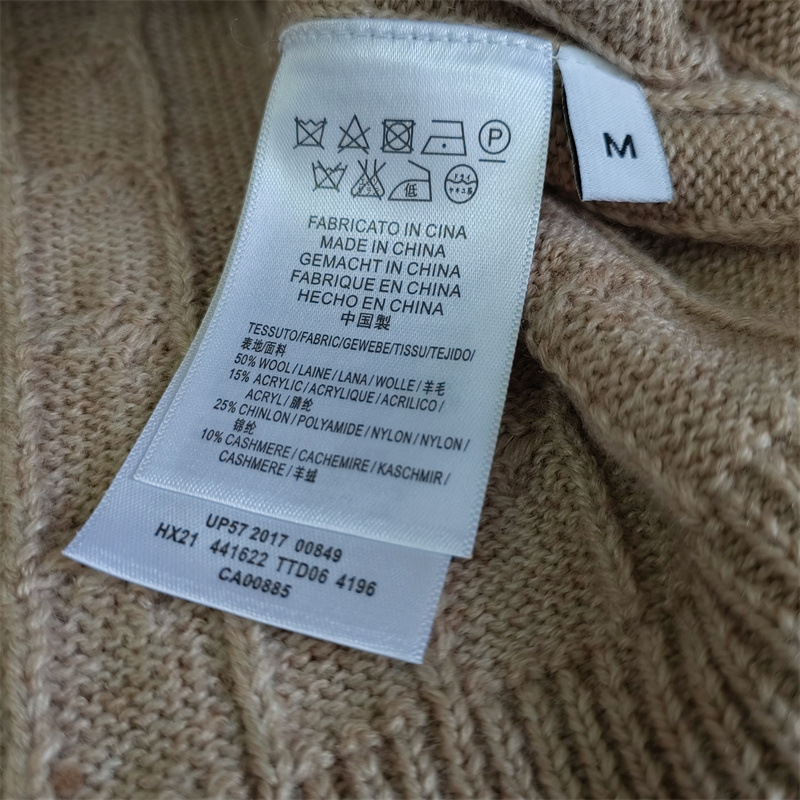 P
低
FABRICATO IN CINA
MADE IN CHINA
GEMACHT IN CHINA
FABRIQUE EN CHINA
HECHO EN CHINA
中国製
TESSUTO/FABRIC/GEWEBE/TISSU/TEJIDO/
表地/面料
50% WOOL/LAINE/LANA/WOLLE/羊毛
15% ACRYLIC/ACRYLIQUE/ACRILICO/
ACRYL/腈纶
25% CHINLON/POLYAMIDE/NYLON/NYLON/
锦纶
10% CASHMERE/CACHEMIRE/KASCHMIR/
CASHMERE/羊绒
UP57 2017 00849
HX21 441622 TTD06 4196
CA00885
M